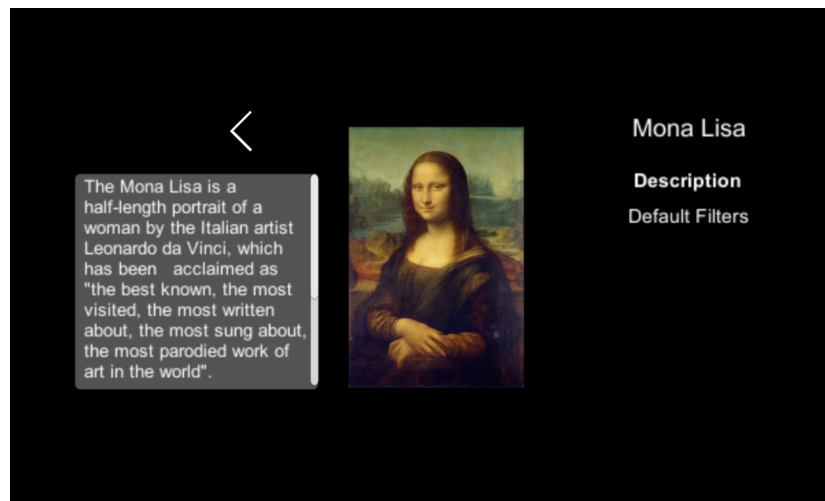 The Mona Lisa is a
half-length portrait of a
woman by the Italian artist
Leonardo da Vinci, which
has been   acclaimed as
"the best known, the most
visited, the most written
about, the most sung about,
the most parodied work of
art in the world".
Mona Lisa
Description
Default Filters